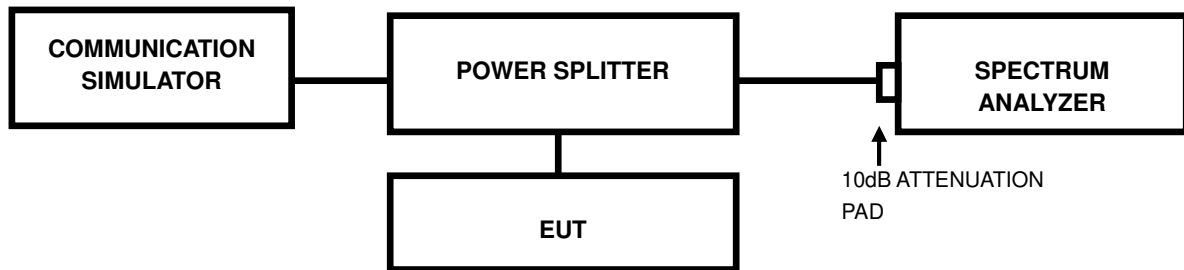 COMMUNICATION
SIMULATOR
POWER SPLITTER
SPECTRUM
ANALYZER
10dB ATTENUATION
PAD
EUT